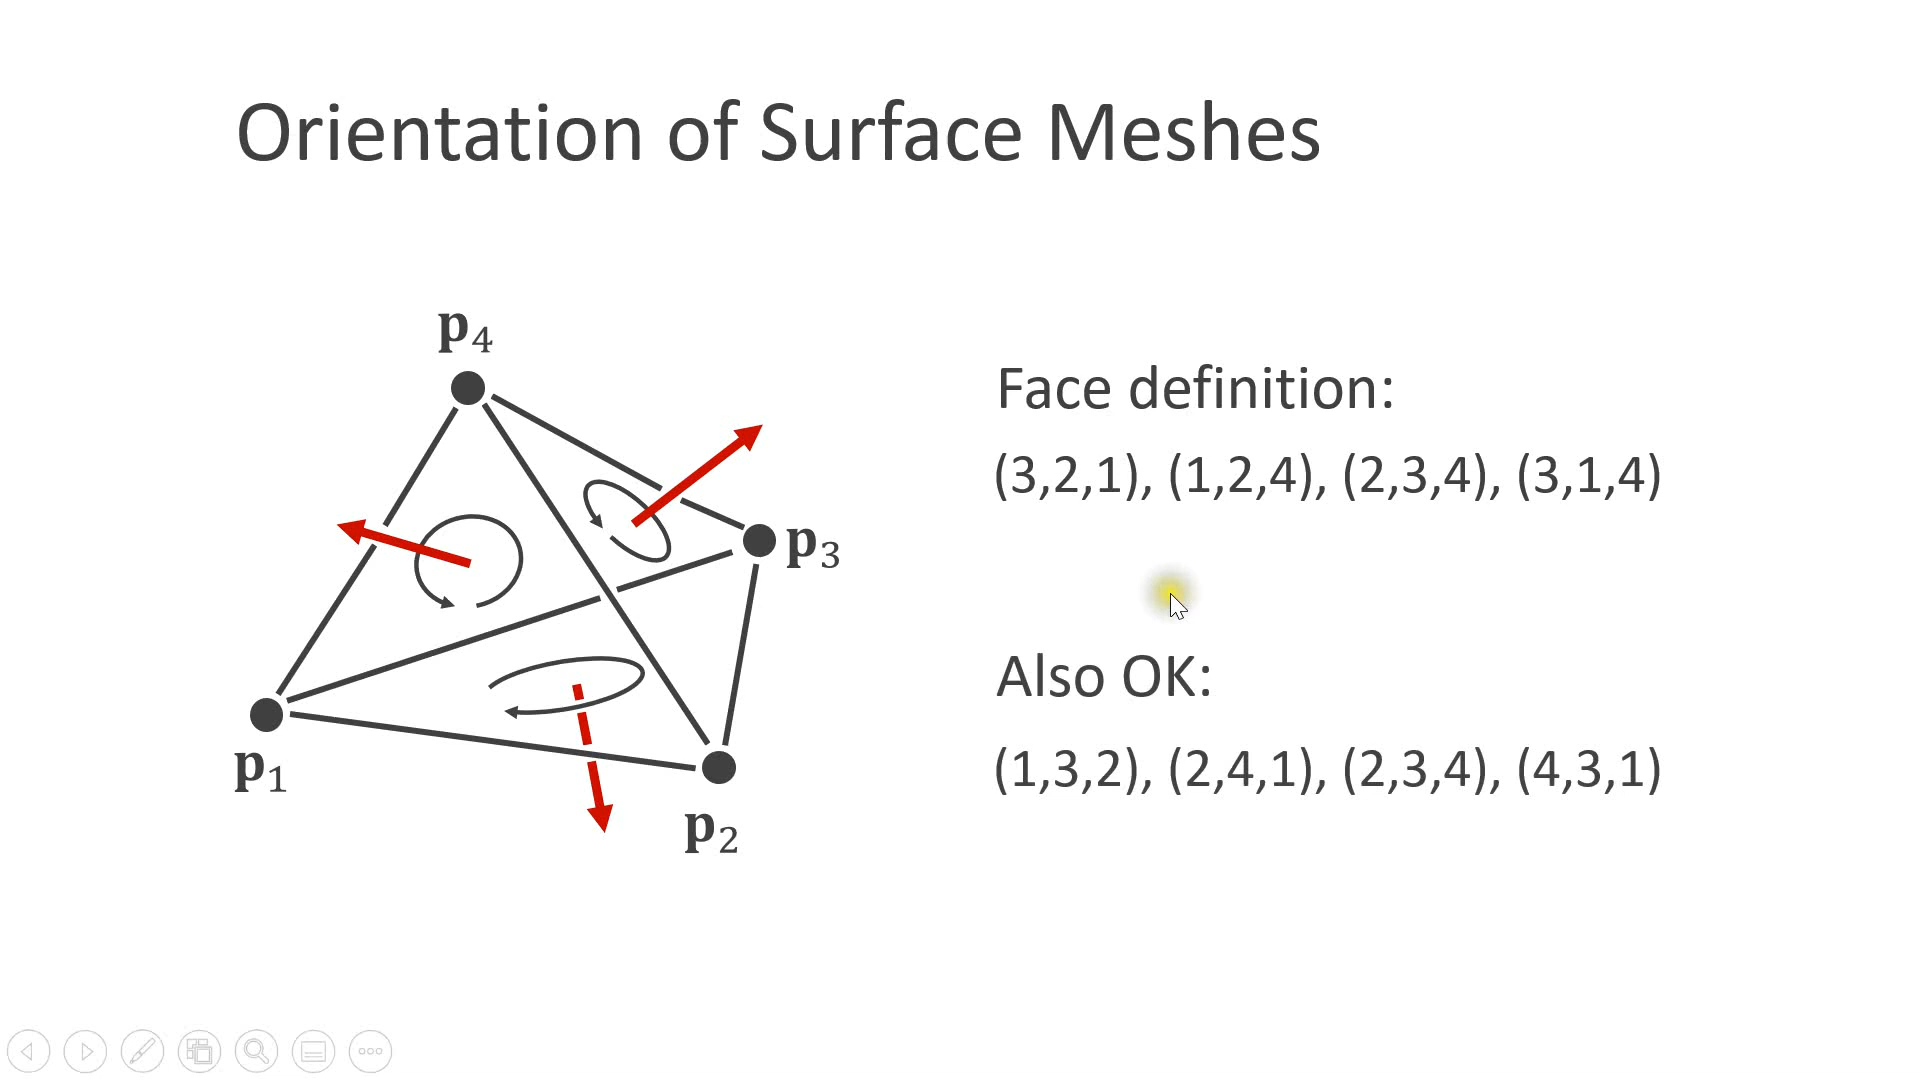 Orientation of Surface Meshes
p₄
p₃
p₁
p₂
Face definition:
(3,2,1), (1,2,4), (2,3,4), (3,1,4)
Also OK:
(1,3,2), (2,4,1), (2,3,4), (4,3,1)